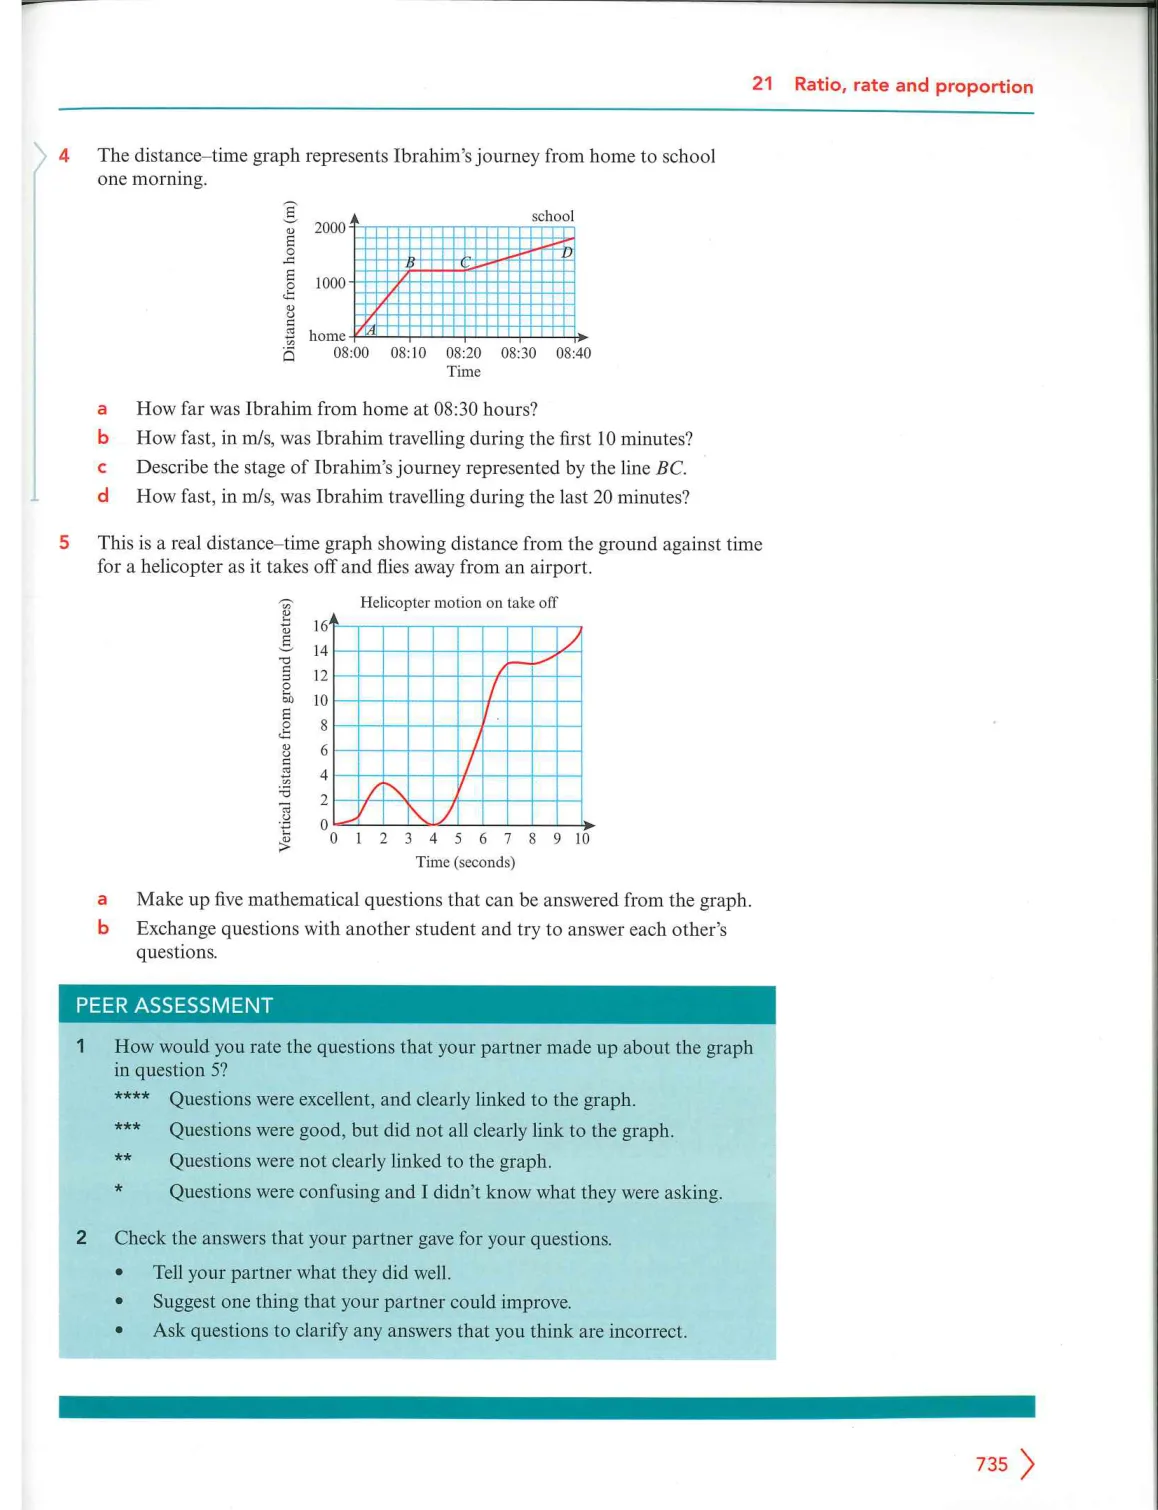 21 Ratio, rate and proportion
4 The distance–time graph represents Ibrahim's journey from home to school
one morning.
Distance from home (m)
school
2000
1000
home
A
B
C
D
08:00 08:10 08:20 08:30 08:40
Time
a How far was Ibrahim from home at 08:30 hours?
b How fast, in m/s, was Ibrahim travelling during the first 10 minutes?
c Describe the stage of Ibrahim's journey represented by the line BC.
d How fast, in m/s, was Ibrahim travelling during the last 20 minutes?
5 This is a real distance–time graph showing distance from the ground against time
for a helicopter as it takes off and flies away from an airport.
Helicopter motion on take off
Vertical distance from ground (metres)
16
14
12
10
8
6
4
2
0
0 1 2 3 4 5 6 7 8 9 10
Time (seconds)
a Make up five mathematical questions that can be answered from the graph.
b Exchange questions with another student and try to answer each other's
questions.
PEER ASSESSMENT
1 How would you rate the questions that your partner made up about the graph
in question 5?
**** Questions were excellent, and clearly linked to the graph.
*** Questions were good, but did not all clearly link to the graph.
** Questions were not clearly linked to the graph.
* Questions were confusing and I didn't know what they were asking.
2 Check the answers that your partner gave for your questions.
• Tell your partner what they did well.
• Suggest one thing that your partner could improve.
• Ask questions to clarify any answers that you think are incorrect.
735